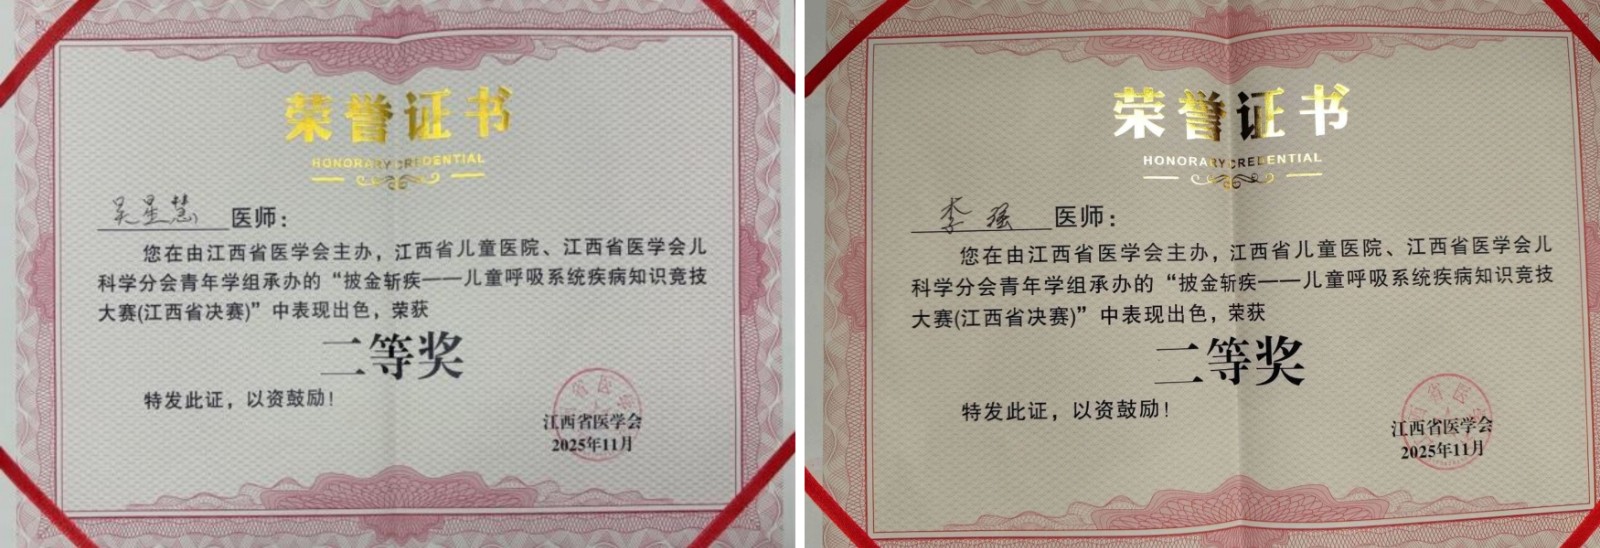 荣誉证书
HONORARY CREDENTIAL
吴星慧 医师：
您在由江西省医学会主办，江西省儿童医院、江西省医学会儿
科学分会青年学组承办的“披金斩疾——儿童呼吸系统疾病知识竞技
大赛(江西省决赛)”中表现出色，荣获
二等奖
特发此证，以资鼓励！
江西省医学会
2025年11月
荣誉证书
HONORARY CREDENTIAL
李强 医师：
您在由江西省医学会主办，江西省儿童医院、江西省医学会儿
科学分会青年学组承办的“披金斩疾——儿童呼吸系统疾病知识竞技
大赛(江西省决赛)”中表现出色，荣获
二等奖
特发此证，以资鼓励！
江西省医学会
2025年11月